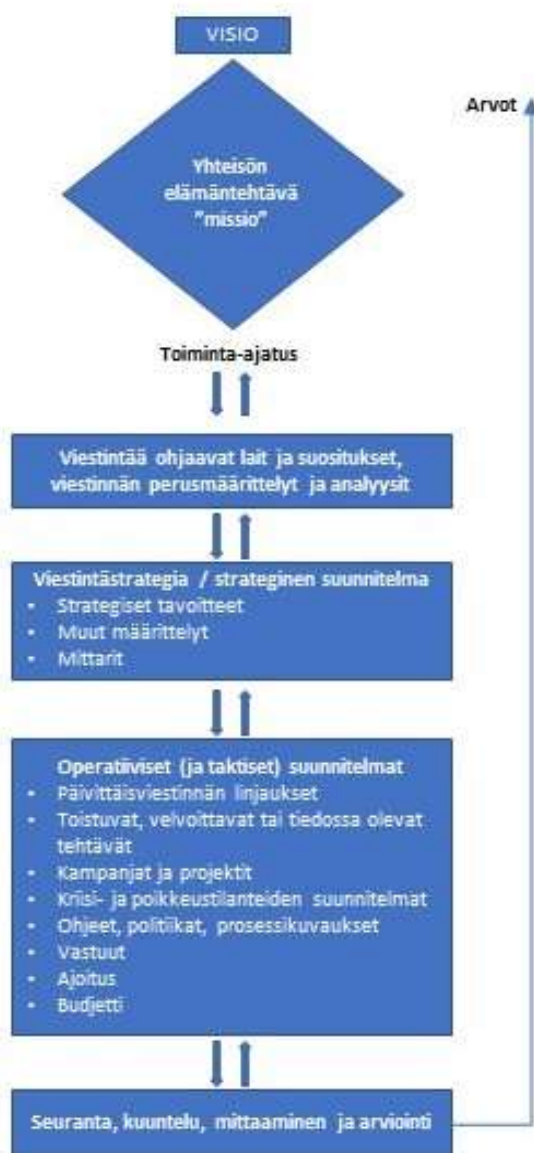 VISIO
Arvot
Yhteisön
elämäntehtävä
”missio”
Toiminta-ajatus
Viestintää ohjaavat lait ja suositukset,
viestinnän perusmäärittelyt ja analyysit
Viestintästrategia / strateginen suunnitelma
• Strategiset tavoitteet
• Muut määrittelyt
• Mittarit
Operatiiviset (ja taktiset) suunnitelmat
• Päivittäisviestinnän linjaukset
• Toistuvat, velvoittavat tai tiedossa olevat
tehtävät
• Kampanjat ja projektit
• Kriisi- ja poikkeustilanteiden suunnitelmat
• Ohjeet, politiikat, prosessikuvaukset
• Vastuut
• Ajoitus
• Budjetti
Seuranta, kuuntelu, mittaaminen ja arviointi